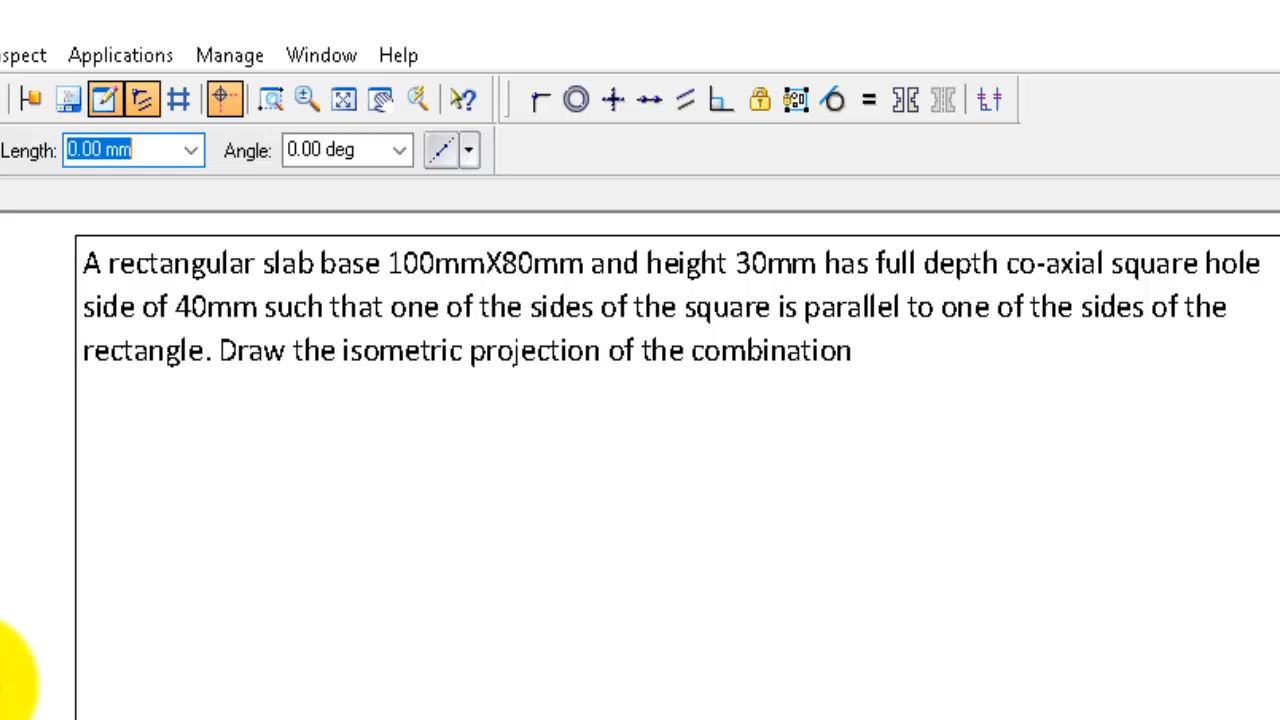 spect Applications Manage Window Help
Length: 0.00 mm Angle: 0.00 deg
A rectangular slab base 100mmX80mm and height 30mm has full depth co-axial square hole
side of 40mm such that one of the sides of the square is parallel to one of the sides of the
rectangle. Draw the isometric projection of the combination